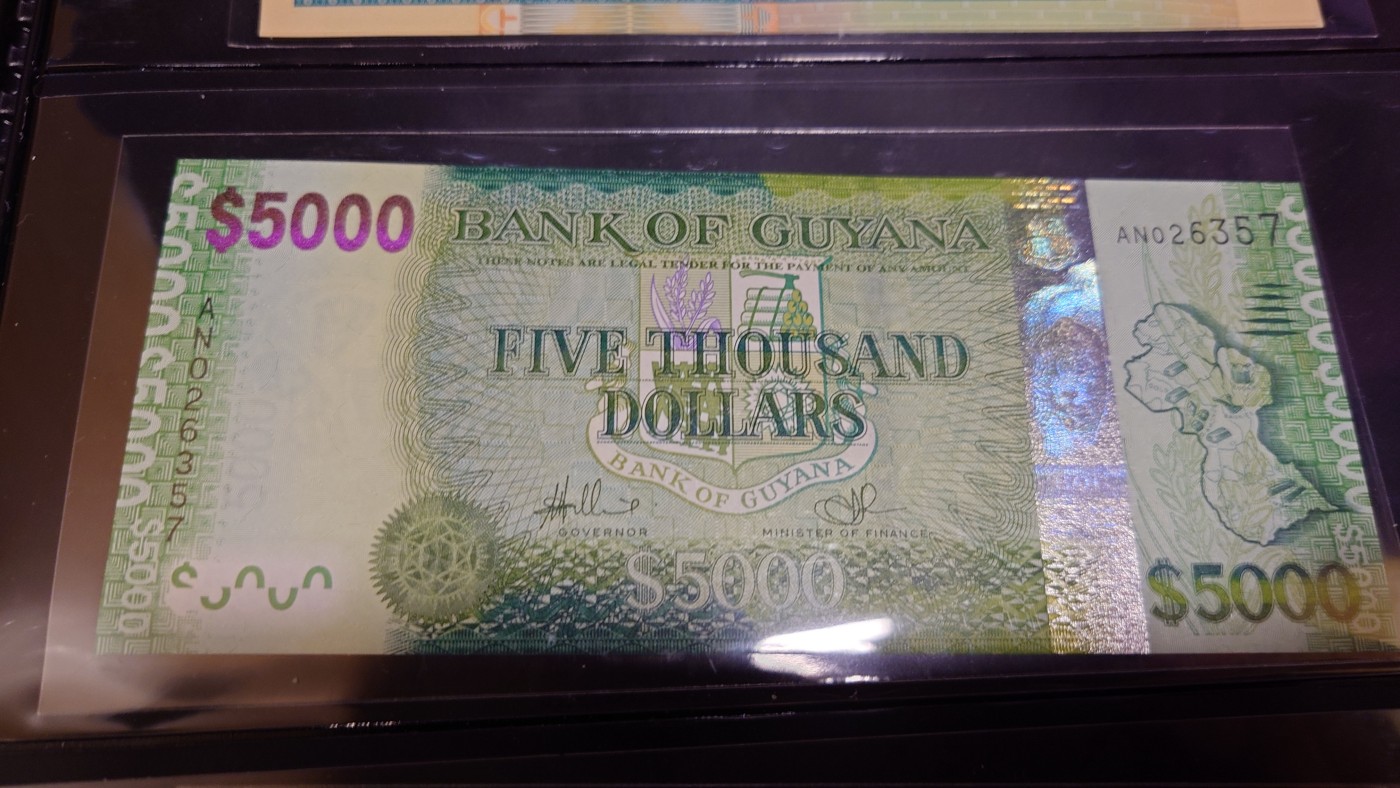 $5000
BANK OF GUYANA
AN026357
THESE NOTES ARE LEGAL TENDER FOR THE PAYMENT OF ANY AMOUNT
AN026357
FIVE THOUSAND
DOLLARS
BANK OF GUYANA
GOVERNOR
MINISTER OF FINANCE
$5000
$5000